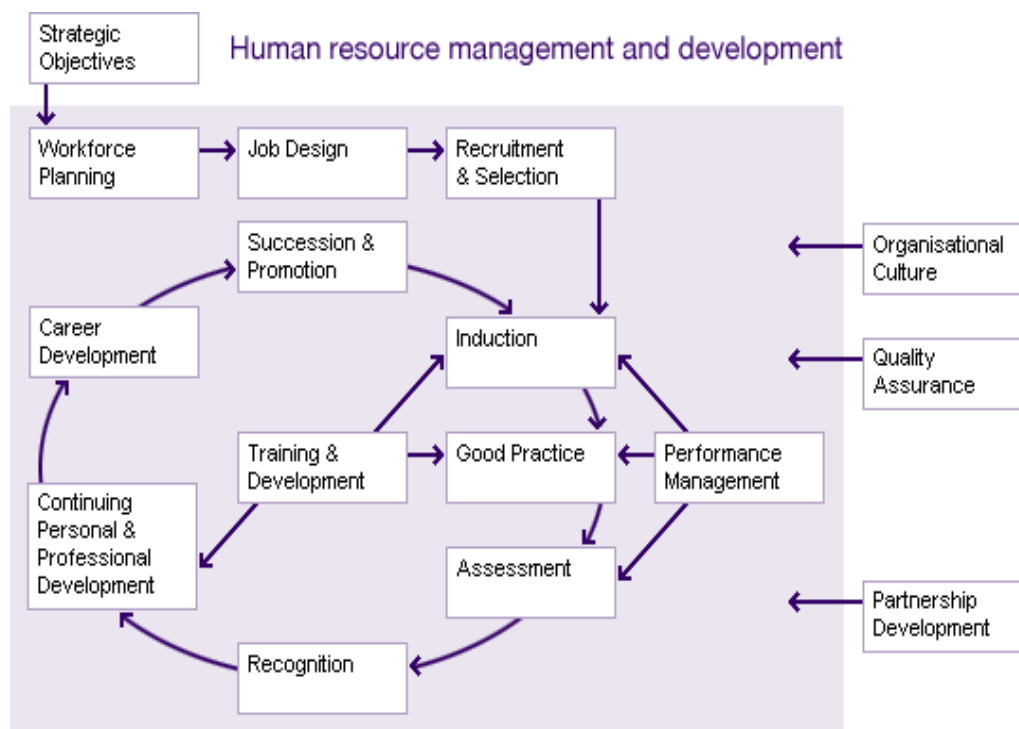 Strategic
Objectives
Human resource management and development
Workforce
Planning
Job Design
Recruitment
& Selection
Succession &
Promotion
Organisational
Culture
Career
Development
Induction
Quality
Assurance
Training &
Development
Good Practice
Performance
Management
Continuing
Personal &
Professional
Development
Assessment
Partnership
Development
Recognition